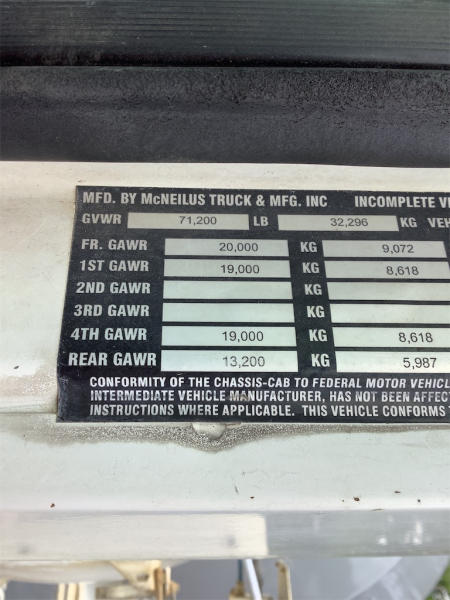 MFD. BY McNEILUS TRUCK & MFG. INC INCOMPLETE
GVWR 71,200 LB 32,296 KG
FR. GAWR 20,000 KG 9,072
1ST GAWR 19,000 KG 8,618
2ND GAWR KG
3RD GAWR KG
4TH GAWR 19,000 KG 8,618
REAR GAWR 13,200 KG 5,987
CONFORMITY OF THE CHASSIS-CAB TO FEDERAL MOTOR
INTERMEDIATE VEHICLE MANUFACTURER, HAS NOT BEEN
INSTRUCTIONS WHERE APPLICABLE. THIS VEHICLE CONFORMS